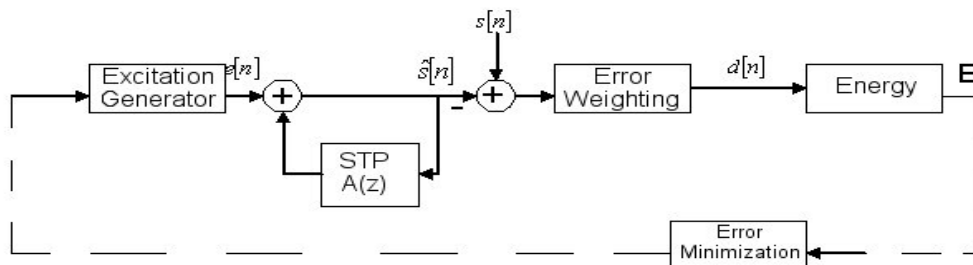 s[n]
Excitation
Generator
e[n]
+
ŝ[n]
−
+
Error
Weighting
d[n]
Energy
E
STP
A(z)
Error
Minimization